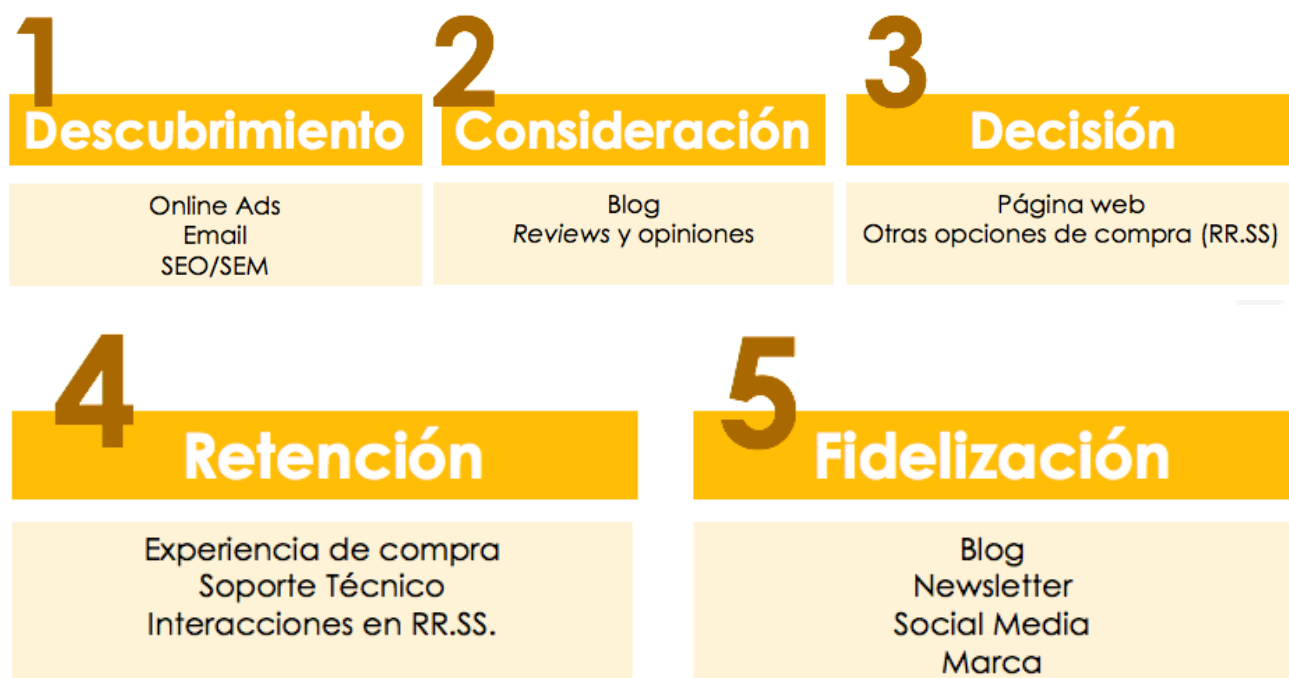 1
Descubrimiento
Online Ads
Email
SEO/SEM
2
Consideración
Blog
Reviews y opiniones
3
Decisión
Página web
Otras opciones de compra (RR.SS)
4
Retención
Experiencia de compra
Soporte Técnico
Interacciones en RR.SS.
5
Fidelización
Blog
Newsletter
Social Media
Marca